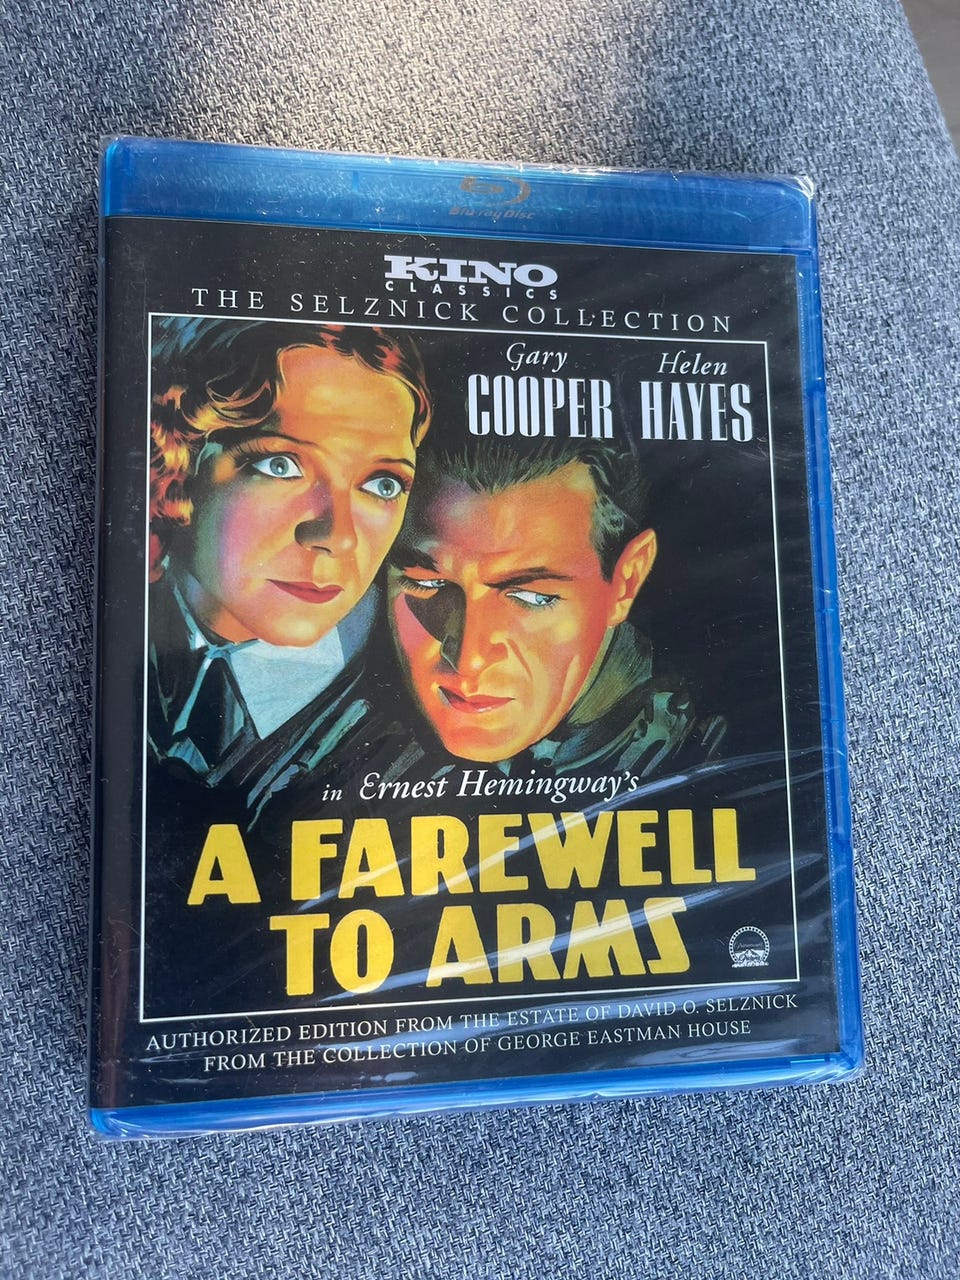 Blu-ray Disc
KINO
CLASSICS
THE SELZNICK COLLECTION
Gary Helen
COOPER HAYES
in Ernest Hemingway's
A FAREWELL
TO ARMS
Paramount
AUTHORIZED EDITION FROM THE ESTATE OF DAVID O. SELZNICK
FROM THE COLLECTION OF GEORGE EASTMAN HOUSE